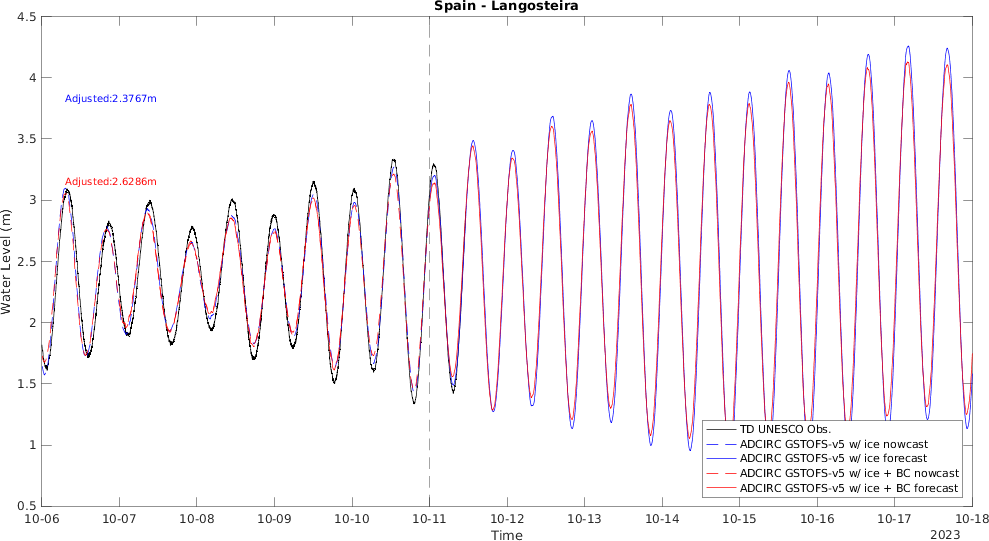 Spain - Langosteira
4.5
4
3.5
3
2.5
2
1.5
1
0.5
Water Level (m)
Adjusted:2.3767m
Adjusted:2.6286m
TD UNESCO Obs.
ADCIRC GSTOFS-v5 w/ ice nowcast
ADCIRC GSTOFS-v5 w/ ice forecast
ADCIRC GSTOFS-v5 w/ ice + BC nowcast
ADCIRC GSTOFS-v5 w/ ice + BC forecast
10-06 10-07 10-08 10-09 10-10 10-11 10-12 10-13 10-14 10-15 10-16 10-17 10-18
Time
2023